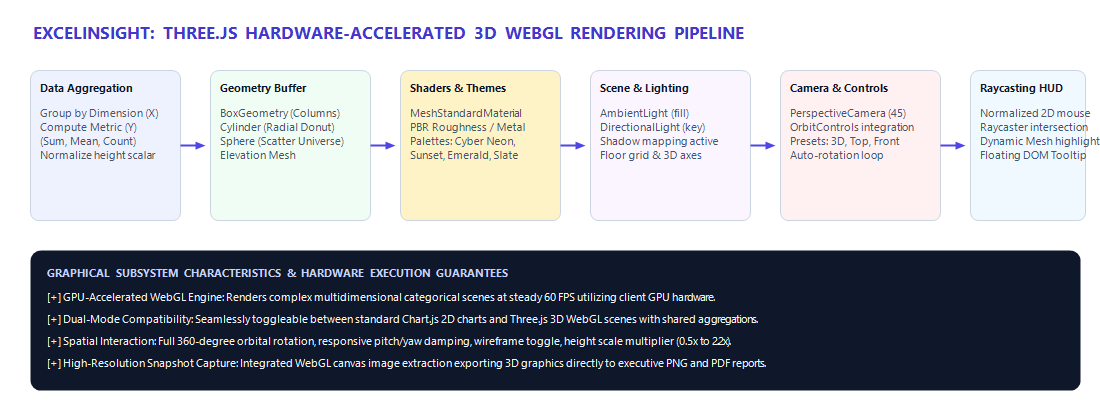 EXCELINSIGHT: THREE.JS HARDWARE-ACCELERATED 3D WEBGL RENDERING PIPELINE
Data Aggregation
Group by Dimension (X)
Compute Metric (Y)
(Sum, Mean, Count)
Normalize height scalar
Geometry Buffer
BoxGeometry (Columns)
Cylinder (Radial Donut)
Sphere (Scatter Universe)
Elevation Mesh
Shaders & Themes
MeshStandardMaterial
PBR Roughness / Metal
Palettes: Cyber Neon,
Sunset, Emerald, Slate
Scene & Lighting
AmbientLight (fill)
DirectionalLight (key)
Shadow mapping active
Floor grid & 3D axes
Camera & Controls
PerspectiveCamera (45)
OrbitControls integration
Presets: 3D, Top, Front
Auto-rotation loop
Raycasting HUD
Normalized 2D mouse
Raycaster intersection
Dynamic Mesh highlight
Floating DOM Tooltip
GRAPHICAL SUBSYSTEM CHARACTERISTICS & HARDWARE EXECUTION GUARANTEES
[+] GPU-Accelerated WebGL Engine: Renders complex multidimensional categorical scenes at steady 60 FPS utilizing client GPU hardware.
[+] Dual-Mode Compatibility: Seamlessly toggleable between standard Chart.js 2D charts and Three.js 3D WebGL scenes with shared aggregations.
[+] Spatial Interaction: Full 360-degree orbital rotation, responsive pitch/yaw damping, wireframe toggle, height scale multiplier (0.5x to 2.2x).
[+] High-Resolution Snapshot Capture: Integrated WebGL canvas image extraction exporting 3D graphics directly to executive PNG and PDF reports.